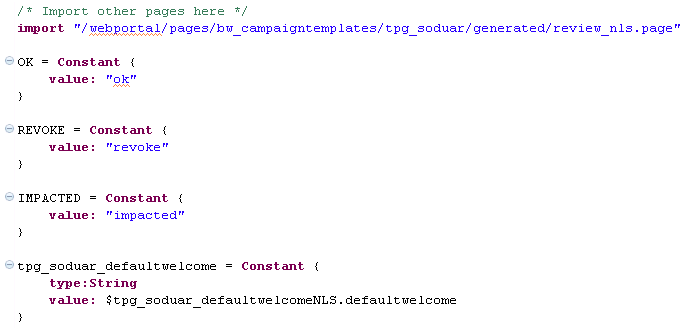 /* Import other pages here */
import "/webportal/pages/bw_campaigntemplates/tpg_soduar/generated/review_nls.page"
OK = Constant {
value: "ok"
}
REVOKE = Constant {
value: "revoke"
}
IMPACTED = Constant {
value: "impacted"
}
tpg_soduar_defaultwelcome = Constant {
type:String
value: $tpg_soduar_defaultwelcomeNLS.defaultwelcome
}